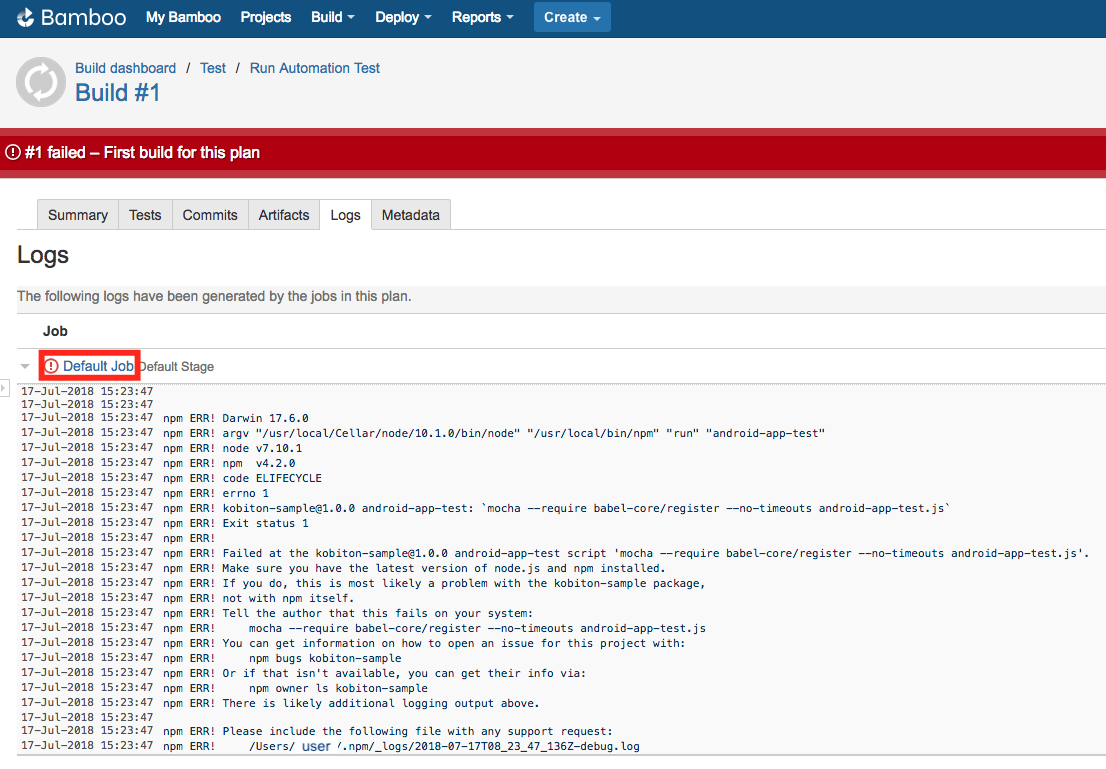 Bamboo My Bamboo Projects Build Deploy Reports Create
Build dashboard / Test / Run Automation Test
Build #1
#1 failed – First build for this plan
Summary Tests Commits Artifacts Logs Metadata
Logs
The following logs have been generated by the jobs in this plan.
Job
Default Job Default Stage
17-Jul-2018 15:23:47
17-Jul-2018 15:23:47
17-Jul-2018 15:23:47 npm ERR! Darwin 17.6.0
17-Jul-2018 15:23:47 npm ERR! argv "/usr/local/Cellar/node/10.1.0/bin/node" "/usr/local/bin/npm" "run" "android-app-test"
17-Jul-2018 15:23:47 npm ERR! node v7.10.1
17-Jul-2018 15:23:47 npm ERR! npm  v4.2.0
17-Jul-2018 15:23:47 npm ERR! code ELIFECYCLE
17-Jul-2018 15:23:47 npm ERR! errno 1
17-Jul-2018 15:23:47 npm ERR! kobiton-sample@1.0.0 android-app-test: `mocha --require babel-core/register --no-timeouts android-app-test.js`
17-Jul-2018 15:23:47 npm ERR! Exit status 1
17-Jul-2018 15:23:47 npm ERR!
17-Jul-2018 15:23:47 npm ERR! Failed at the kobiton-sample@1.0.0 android-app-test script 'mocha --require babel-core/register --no-timeouts android-app-test.js'.
17-Jul-2018 15:23:47 npm ERR! Make sure you have the latest version of node.js and npm installed.
17-Jul-2018 15:23:47 npm ERR! If you do, this is most likely a problem with the kobiton-sample package,
17-Jul-2018 15:23:47 npm ERR! not with npm itself.
17-Jul-2018 15:23:47 npm ERR! Tell the author that this fails on your system:
17-Jul-2018 15:23:47 npm ERR!     mocha --require babel-core/register --no-timeouts android-app-test.js
17-Jul-2018 15:23:47 npm ERR! You can get information on how to open an issue for this project with:
17-Jul-2018 15:23:47 npm ERR!     npm bugs kobiton-sample
17-Jul-2018 15:23:47 npm ERR! Or if that isn't available, you can get their info via:
17-Jul-2018 15:23:47 npm ERR!     npm owner ls kobiton-sample
17-Jul-2018 15:23:47 npm ERR! There is likely additional logging output above.
17-Jul-2018 15:23:47
17-Jul-2018 15:23:47 npm ERR! Please include the following file with any support request:
17-Jul-2018 15:23:47 npm ERR!     /Users/ user /.npm/_logs/2018-07-17T08_23_47_136Z-debug.log